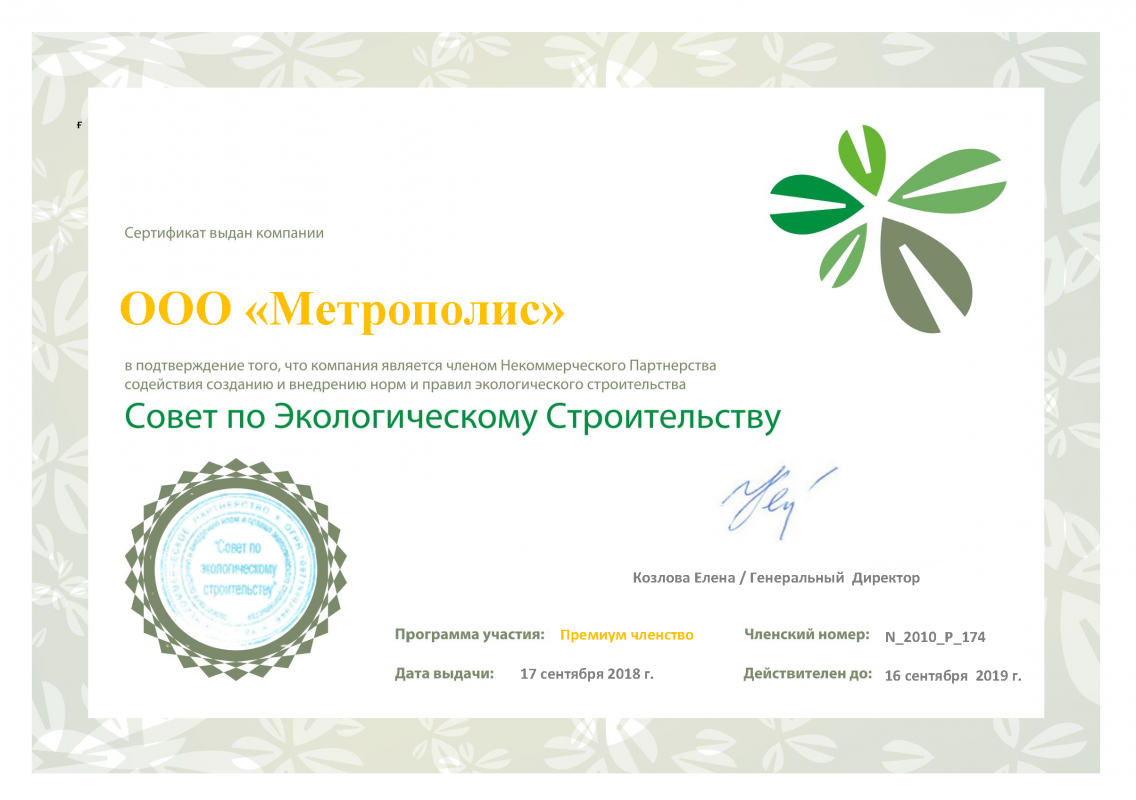 Сертификат выдан компании
ООО «Метрополис»
в подтверждение того, что компания является членом Некоммерческого Партнерства
содействия созданию и внедрению норм и правил экологического строительства
Совет по Экологическому Строительству
"Совет по
экологическому
строительству"
Козлова Елена / Генеральный Директор
Программа участия: Премиум членство Членский номер: N_2010_P_174
Дата выдачи: 17 сентября 2018 г. Действителен до: 16 сентября 2019 г.